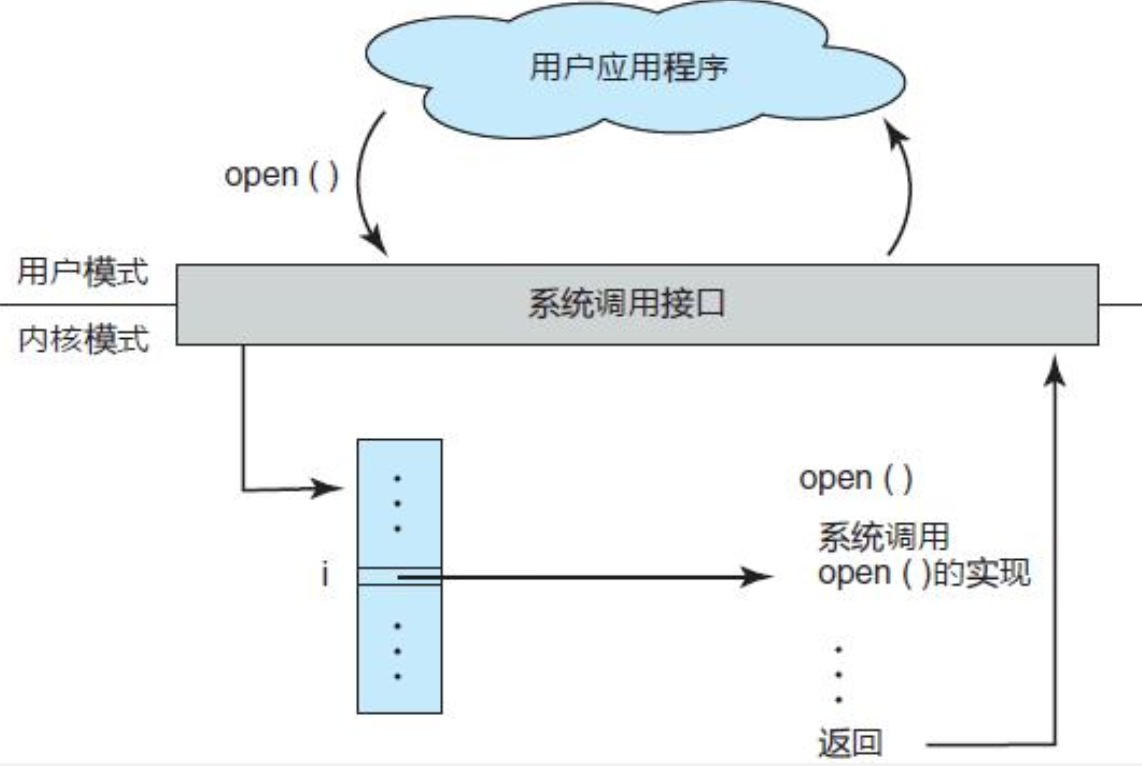 用户应用程序
open ( )
用户模式
系统调用接口
内核模式
open ( )
系统调用
i
open ( )的实现
返回